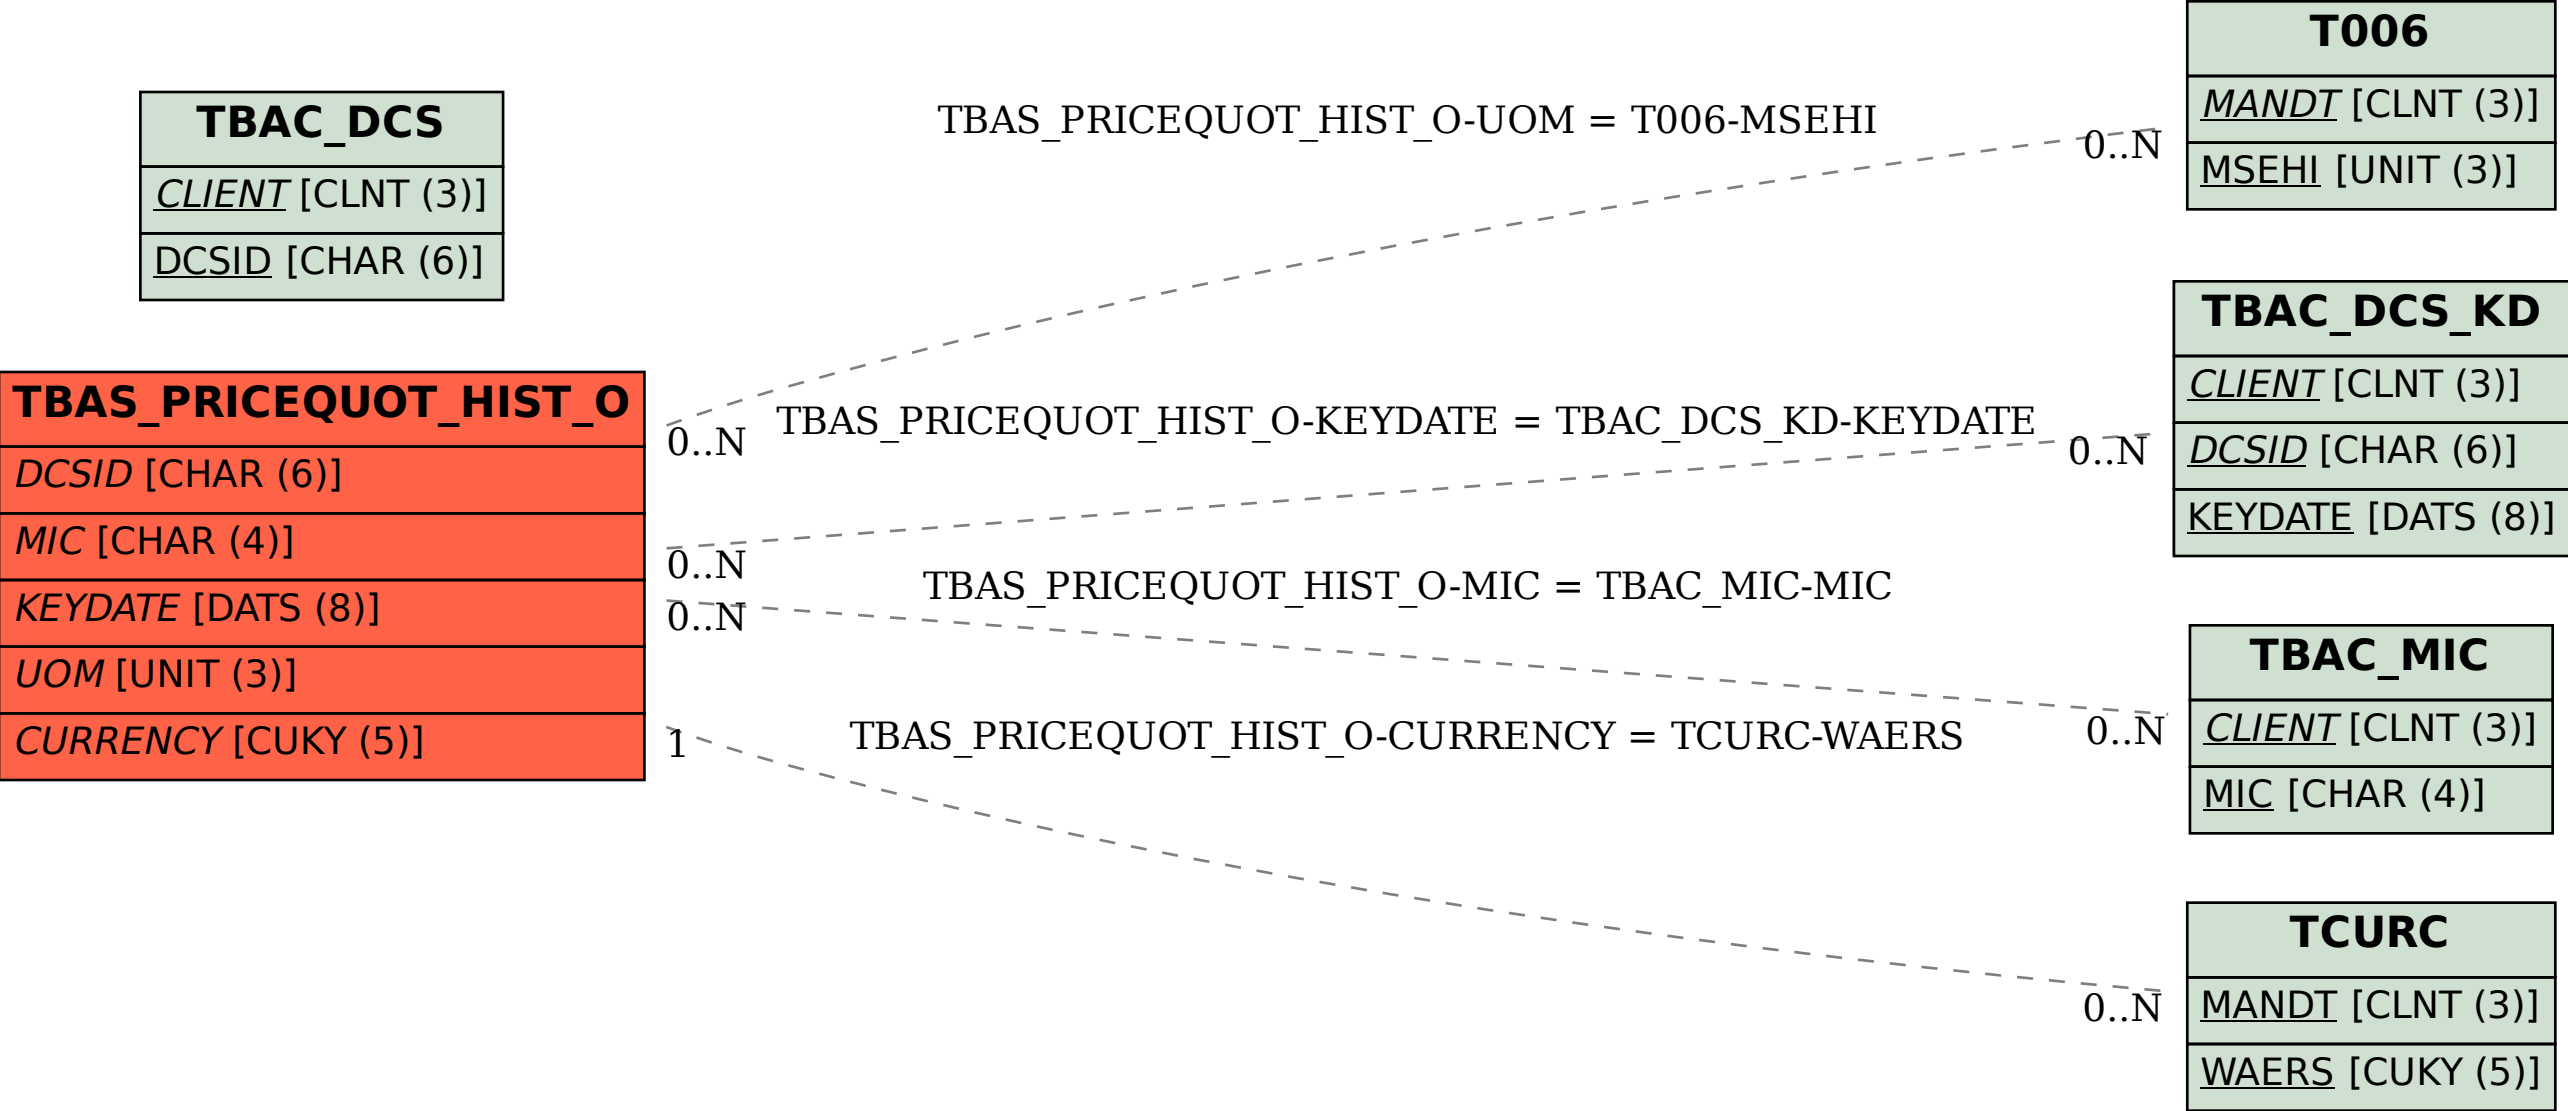 TBAC_DCS
CLIENT [CLNT (3)]
DCSID [CHAR (6)]
TBAS_PRICEQUOT_HIST_O
DCSID [CHAR (6)]
MIC [CHAR (4)]
KEYDATE [DATS (8)]
UOM [UNIT (3)]
CURRENCY [CUKY (5)]
TBAS_PRICEQUOT_HIST_O-UOM = T006-MSEHI
0..N
0..N
TBAS_PRICEQUOT_HIST_O-KEYDATE = TBAC_DCS_KD-KEYDATE
0..N
0..N
TBAS_PRICEQUOT_HIST_O-MIC = TBAC_MIC-MIC
0..N
0..N
TBAS_PRICEQUOT_HIST_O-CURRENCY = TCURC-WAERS
1
0..N
T006
MANDT [CLNT (3)]
MSEHI [UNIT (3)]
TBAC_DCS_KD
CLIENT [CLNT (3)]
DCSID [CHAR (6)]
KEYDATE [DATS (8)]
TBAC_MIC
CLIENT [CLNT (3)]
MIC [CHAR (4)]
TCURC
MANDT [CLNT (3)]
WAERS [CUKY (5)]